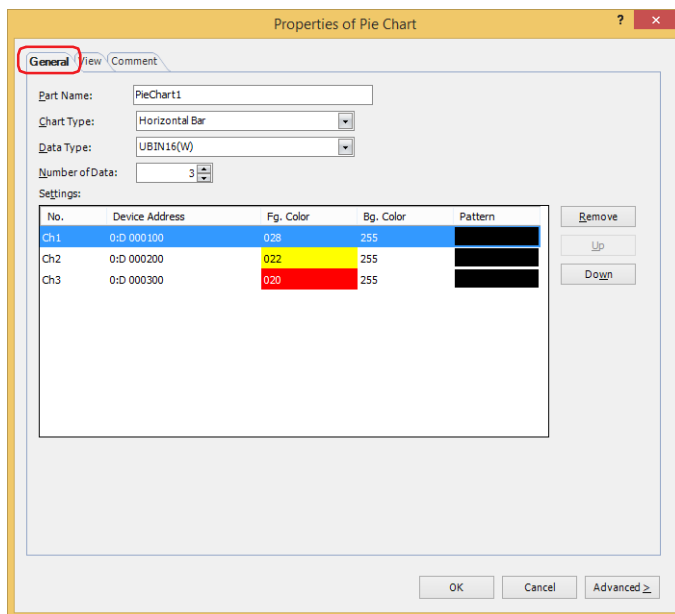 Properties of Pie Chart ? ×
General View Comment
Part Name: PieChart1
Chart Type: Horizontal Bar
Data Type: UBIN16(W)
Number of Data: 3
Settings:
No. Device Address Fg. Color Bg. Color Pattern
Ch1 0:D 000100 028 255
Ch2 0:D 000200 022 255
Ch3 0:D 000300 020 255
Remove
Up
Down
OK Cancel Advanced >